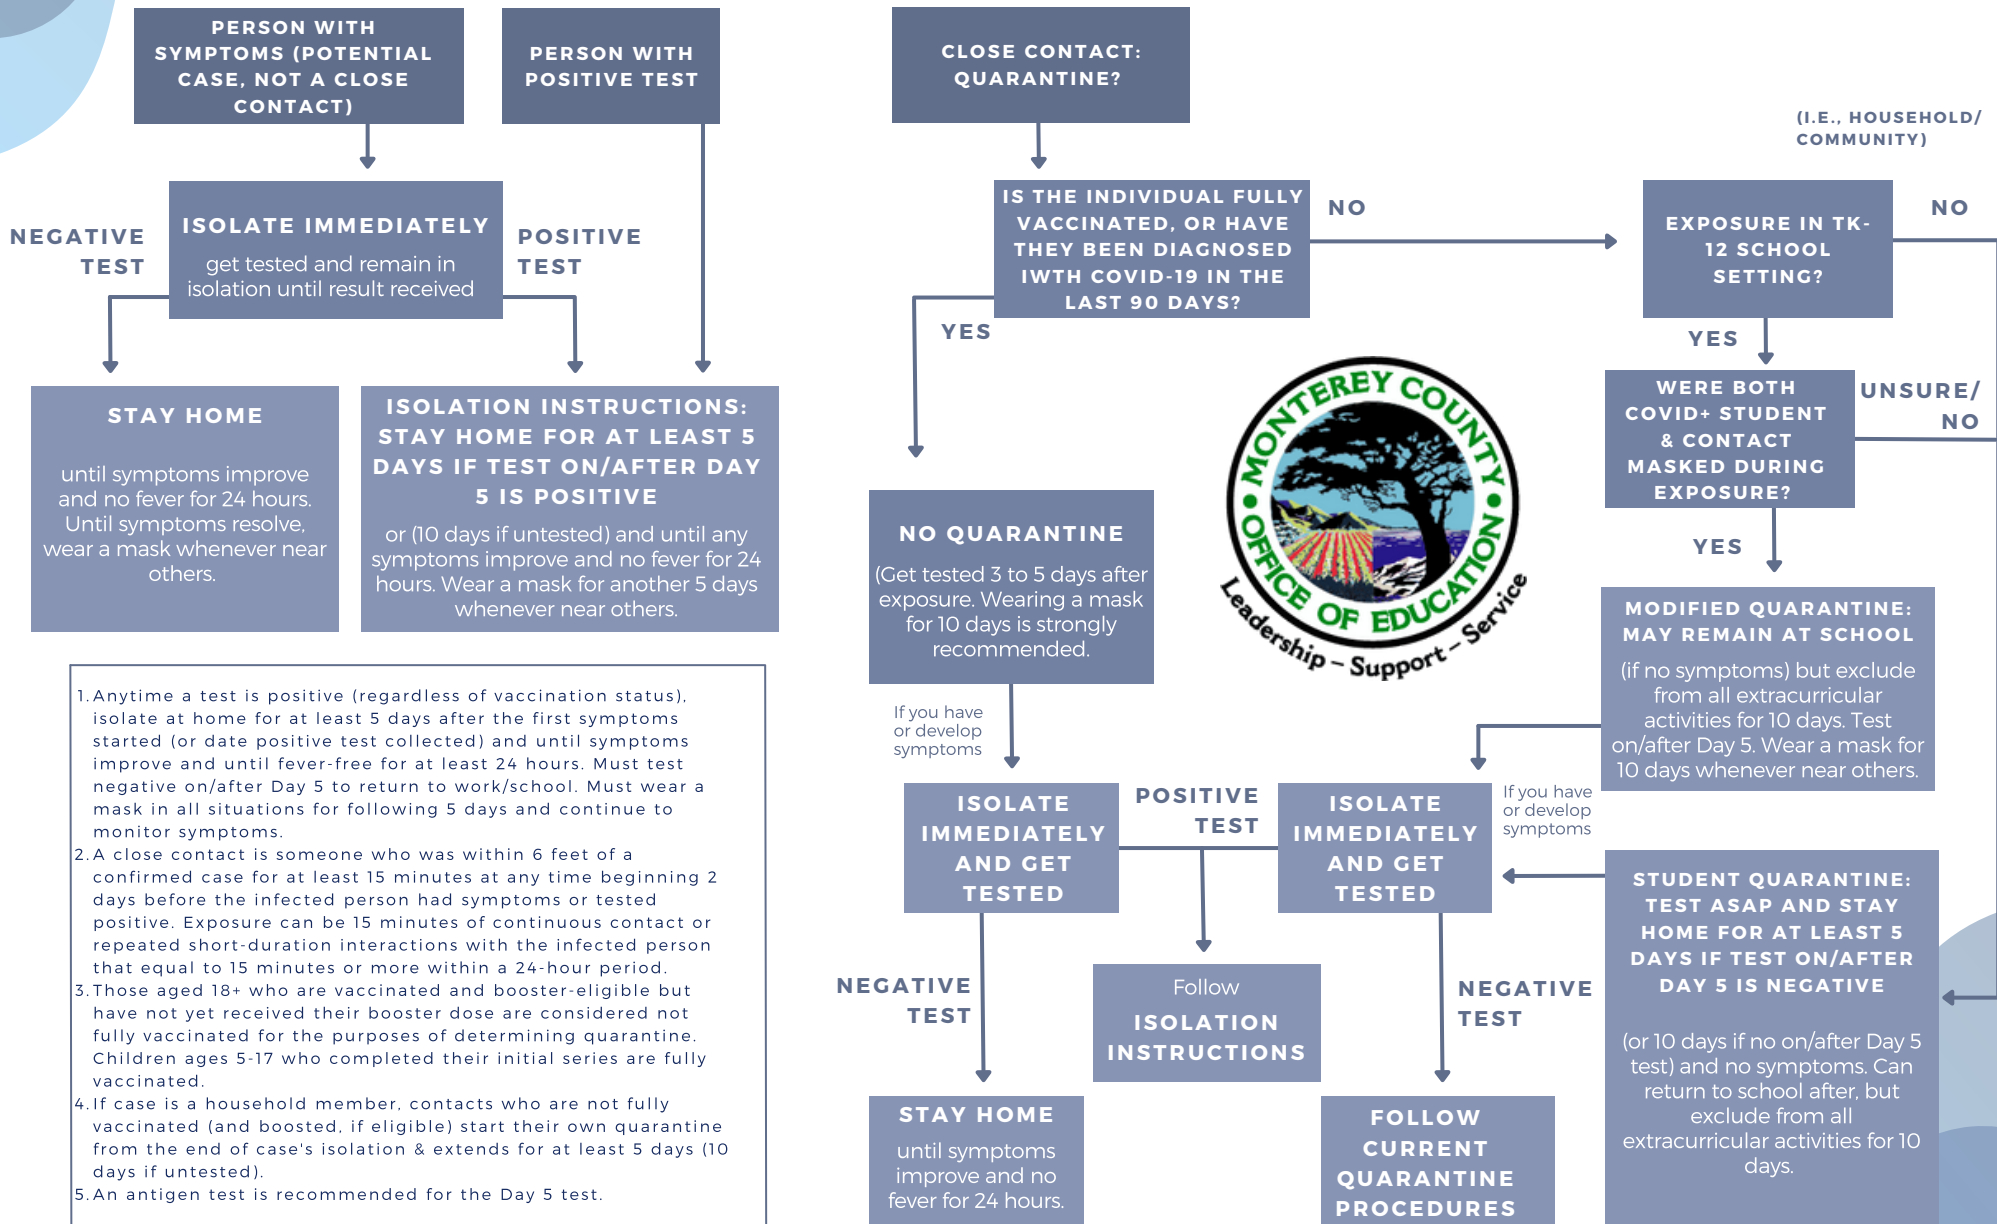 PERSON WITH
SYMPTOMS (POTENTIAL
CASE, NOT A CLOSE
CONTACT)
PERSON WITH
POSITIVE TEST
NEGATIVE
TEST
ISOLATE IMMEDIATELY
get tested and remain in
isolation until result received
POSITIVE
TEST
STAY HOME
until symptoms improve
and no fever for 24 hours.
Until symptoms resolve,
wear a mask whenever near
others.
ISOLATION INSTRUCTIONS:
STAY HOME FOR AT LEAST 5
DAYS IF TEST ON/AFTER DAY
5 IS POSITIVE
or (10 days if untested) and until any
symptoms improve and no fever for 24
hours. Wear a mask for another 5 days
whenever near others.
1. Anytime a test is positive (regardless of vaccination status),
isolate at home for at least 5 days after the first symptoms
started (or date positive test collected) and until symptoms
improve and until fever-free for at least 24 hours. Must test
negative on/after Day 5 to return to work/school. Must wear a
mask in all situations for following 5 days and continue to
monitor symptoms.
2. A close contact is someone who was within 6 feet of a
confirmed case for at least 15 minutes at any time beginning 2
days before the infected person had symptoms or tested
positive. Exposure can be 15 minutes of continuous contact or
repeated short-duration interactions with the infected person
that equal to 15 minutes or more within a 24-hour period.
3. Those aged 18+ who are vaccinated and booster-eligible but
have not yet received their booster dose are considered not
fully vaccinated for the purposes of determining quarantine.
Children ages 5-17 who completed their initial series are fully
vaccinated.
4. If case is a household member, contacts who are not fully
vaccinated (and boosted, if eligible) start their own quarantine
from the end of case's isolation & extends for at least 5 days (10
days if untested).
5. An antigen test is recommended for the Day 5 test.
CLOSE CONTACT:
QUARANTINE?
IS THE INDIVIDUAL FULLY
VACCINATED, OR HAVE
THEY BEEN DIAGNOSED
IWTH COVID-19 IN THE
LAST 90 DAYS?
NO
YES
(I.E., HOUSEHOLD/
COMMUNITY)
EXPOSURE IN TK-
12 SCHOOL
SETTING?
NO
YES
WERE BOTH
COVID+ STUDENT
& CONTACT
MASKED DURING
EXPOSURE?
UNSURE/
NO
YES
MONTEREY COUNTY
OFFICE OF EDUCATION
Leadership – Support – Service
NO QUARANTINE
(Get tested 3 to 5 days after
exposure. Wearing a mask
for 10 days is strongly
recommended.
If you have
or develop
symptoms
MODIFIED QUARANTINE:
MAY REMAIN AT SCHOOL
(if no symptoms) but exclude
from all extracurricular
activities for 10 days. Test
on/after Day 5. Wear a mask for
10 days whenever near others.
If you have
or develop
symptoms
ISOLATE
IMMEDIATELY
AND GET
TESTED
POSITIVE
TEST
ISOLATE
IMMEDIATELY
AND GET
TESTED
STUDENT QUARANTINE:
TEST ASAP AND STAY
HOME FOR AT LEAST 5
DAYS IF TEST ON/AFTER
DAY 5 IS NEGATIVE
(or 10 days if no on/after Day 5
test) and no symptoms. Can
return to school after, but
exclude from all
extracurricular activities for 10
days.
NEGATIVE
TEST
Follow
ISOLATION
INSTRUCTIONS
NEGATIVE
TEST
STAY HOME
until symptoms
improve and no
fever for 24 hours.
FOLLOW
CURRENT
QUARANTINE
PROCEDURES